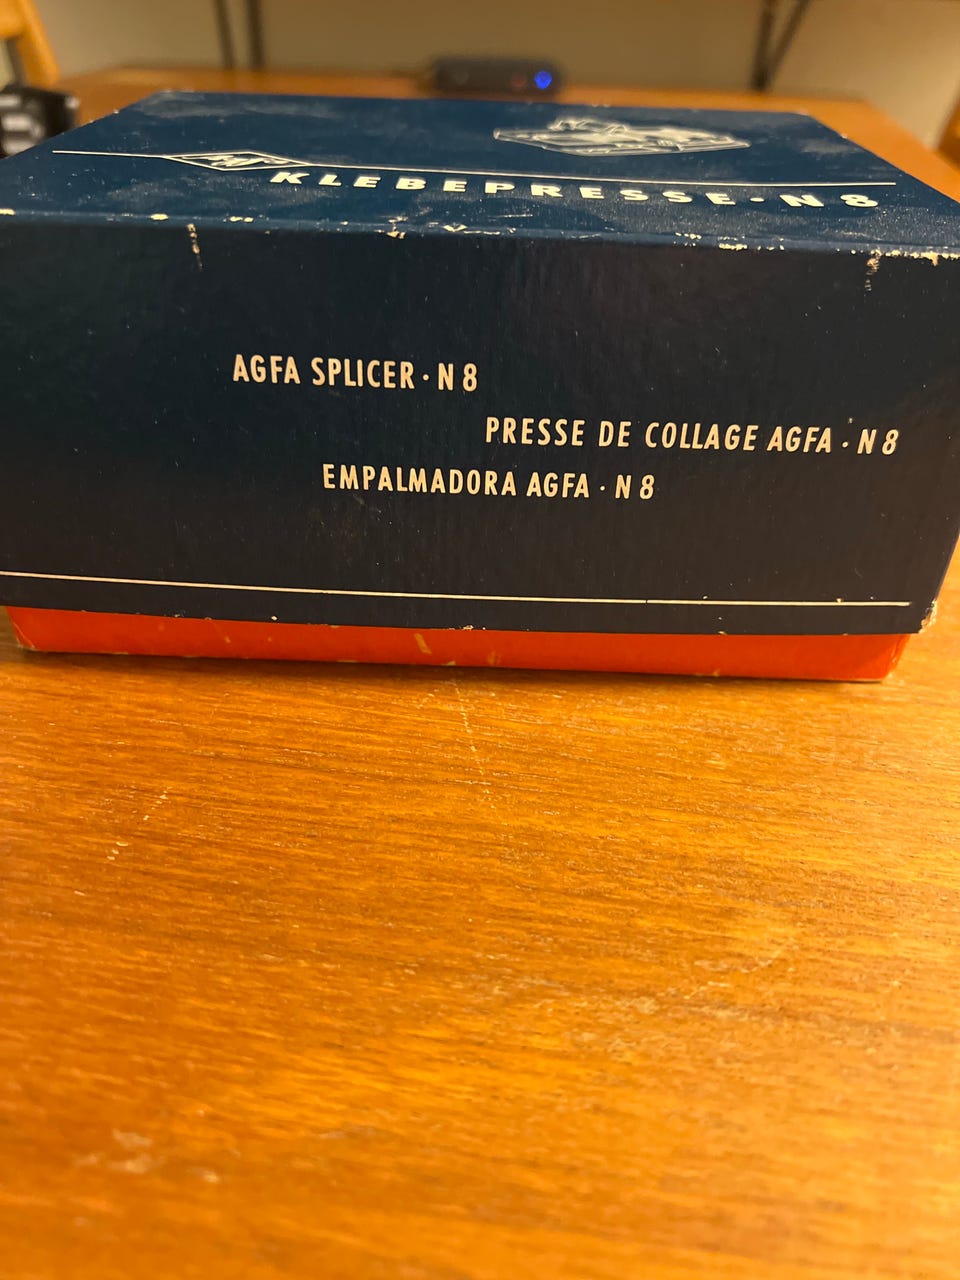 KLEBEPRESSE·N 8
AGFA SPLICER·N 8
PRESSE DE COLLAGE AGFA·N 8
EMPALMADORA AGFA·N 8